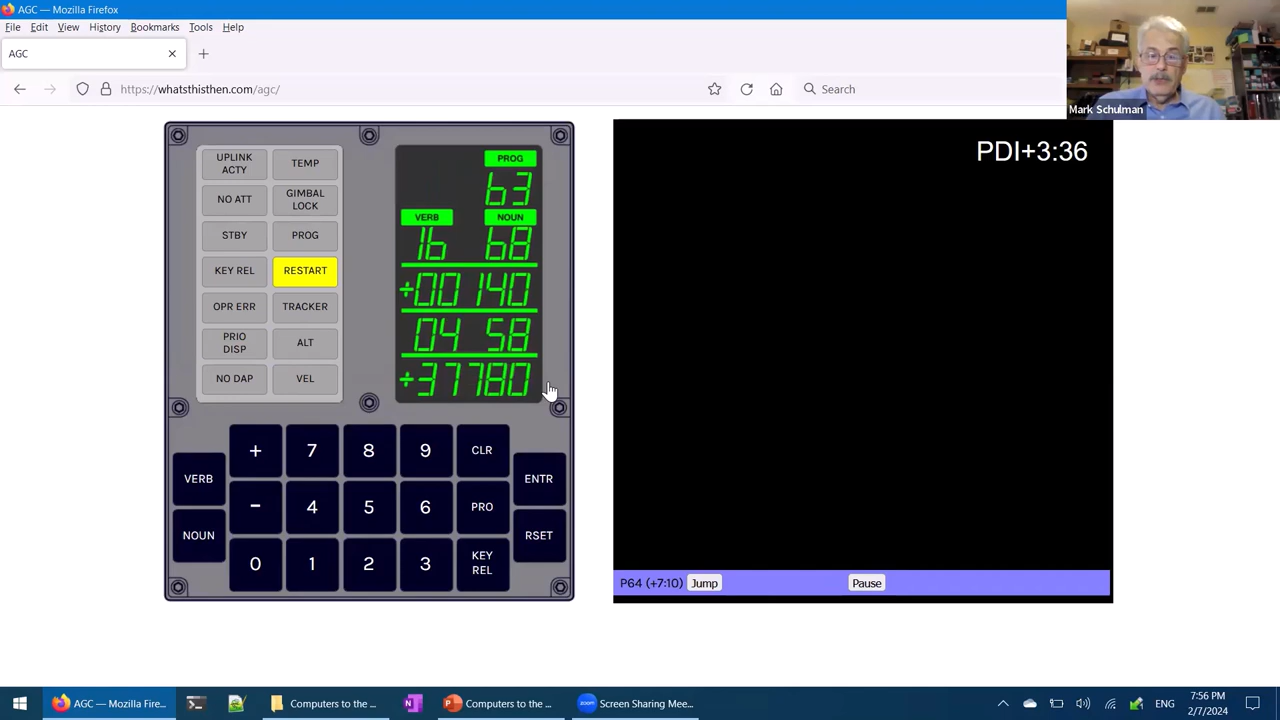 AGC — Mozilla Firefox
File Edit View History Bookmarks Tools Help
AGC
https://whatsthisthen.com/agc/
Search
Mark Schulman
UPLINK ACTY
TEMP
NO ATT
GIMBAL LOCK
STBY
PROG
KEY REL
RESTART
OPR ERR
TRACKER
PRIO DISP
ALT
NO DAP
VEL
PROG
63
VERB NOUN
16 68
+00140
04 58
+37780
PDI+3:36
VERB
NOUN
+ 7 8 9 CLR
- 4 5 6 PRO
0 1 2 3 KEY REL
ENTR
RSET
P64 (+7:10) Jump Pause
AGC — Mozilla Fire...
Computers to the ...
Computers to the ...
Screen Sharing Mee...
ENG
7:56 PM
2/7/2024